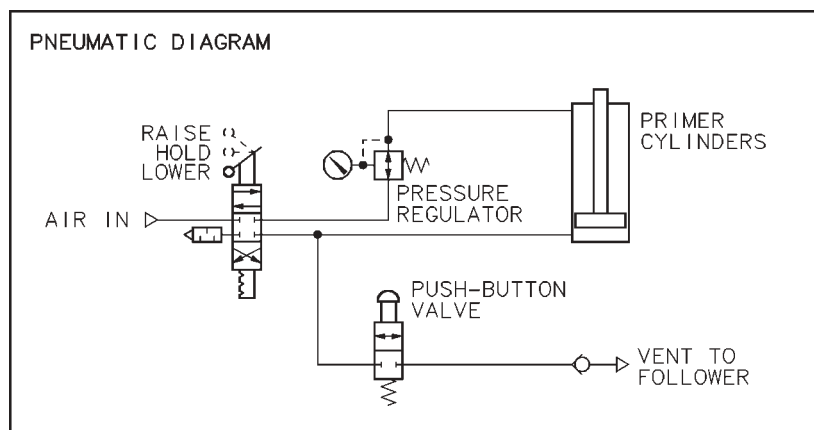 PNEUMATIC DIAGRAM
RAISE
HOLD
LOWER
AIR IN
PRIMER
CYLINDERS
PRESSURE
REGULATOR
PUSH-BUTTON
VALVE
VENT TO
FOLLOWER